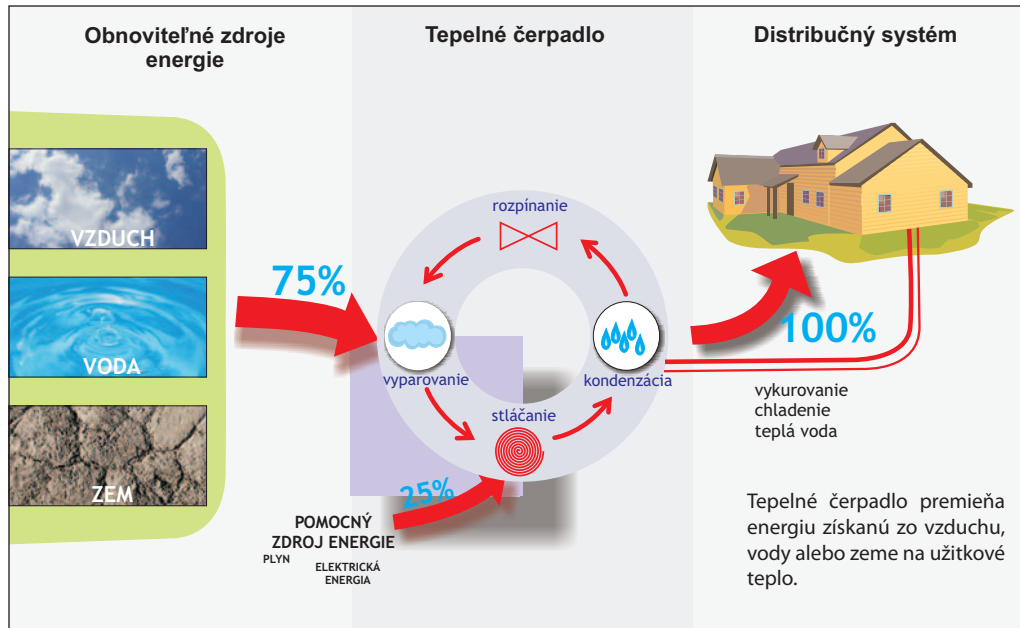 Obnoviteľné zdroje
energie
Tepelné čerpadlo
Distribučný systém
VZDUCH
VODA
ZEM
75%
rozpínanie
vyparovanie
kondenzácia
stláčanie
25%
POMOCNÝ
ZDROJ ENERGIE
PLYN
ELEKTRICKÁ
ENERGIA
100%
vykurovanie
chladenie
teplá voda
Tepelné čerpadlo premieňa
energiu získanú zo vzduchu,
vody alebo zeme na užitkové
teplo.